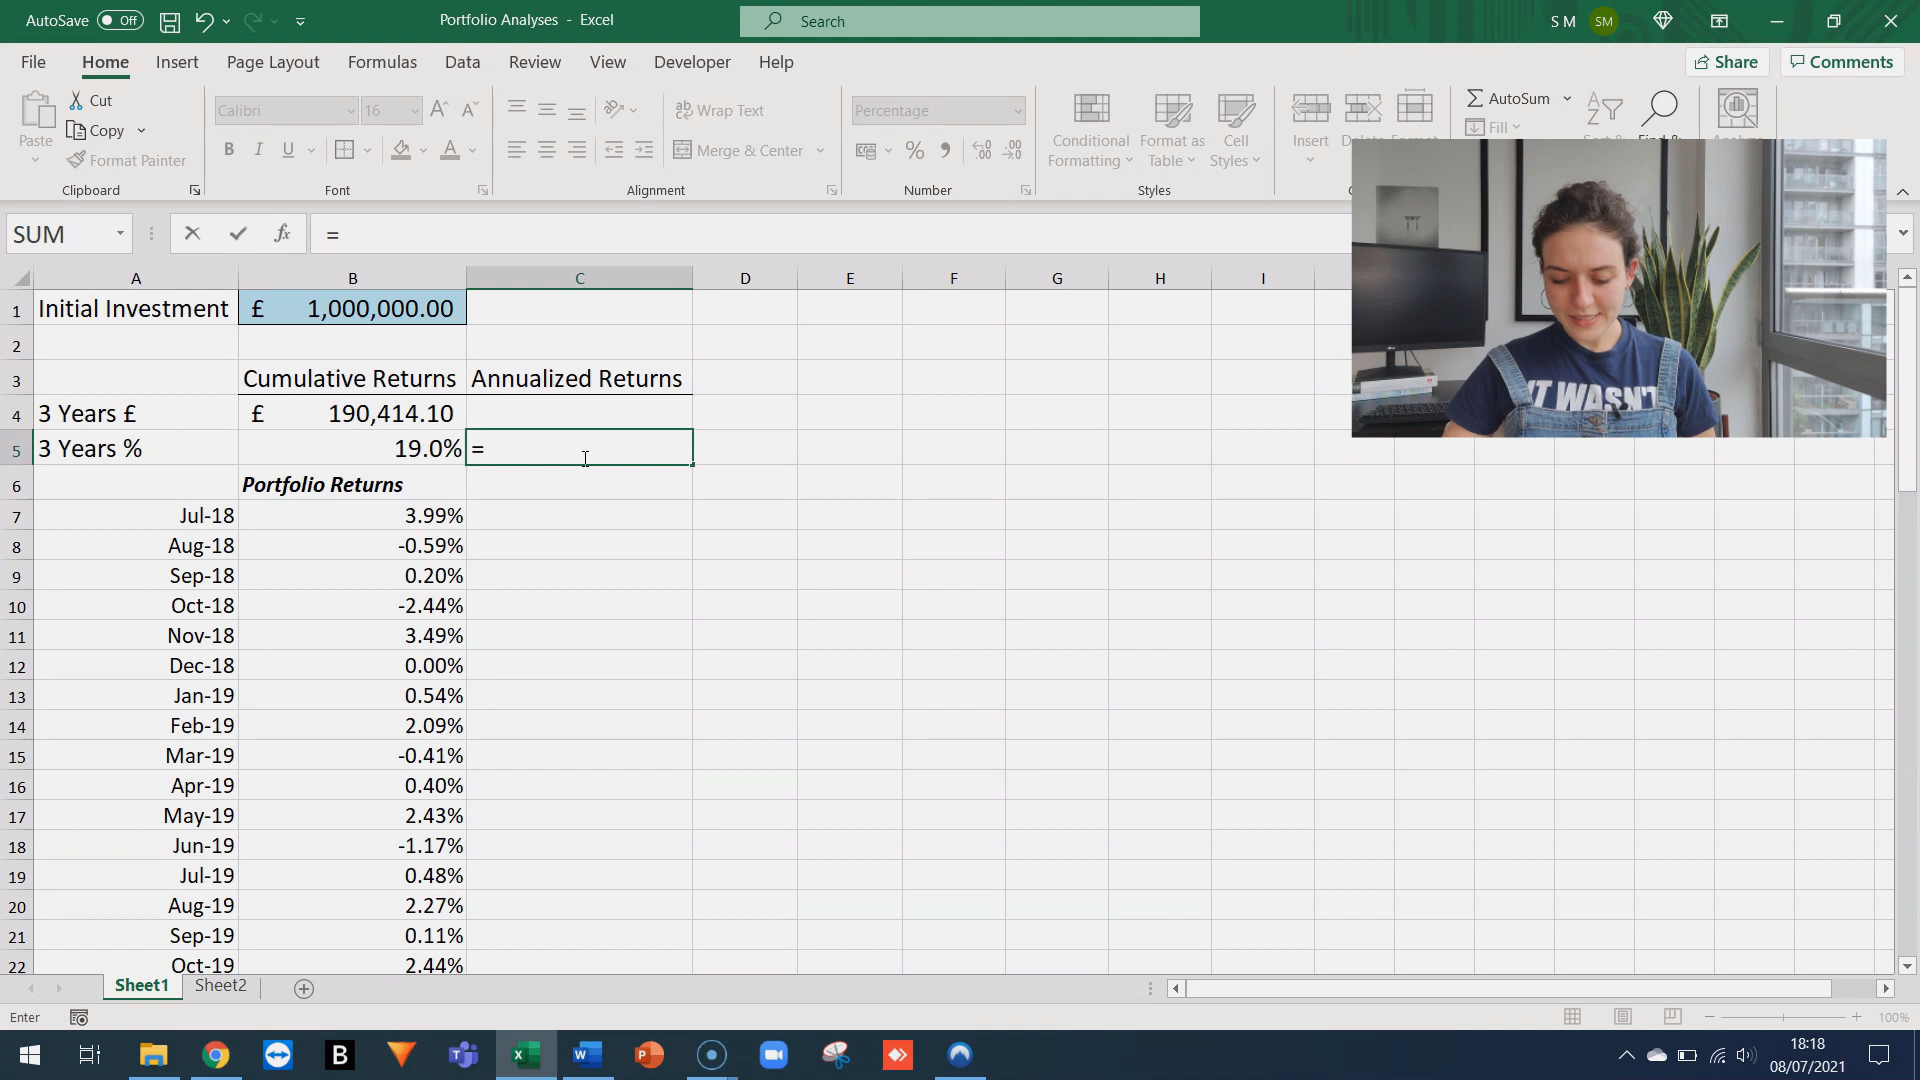 AutoSave Off Portfolio Analyses - Excel Search S M SM
File Home Insert Page Layout Formulas Data Review View Developer Help Share Comments
Paste Cut Copy Format Painter Clipboard
Calibri 16 B I U Font
Wrap Text Merge & Center Alignment
Percentage % Number
Conditional Formatting Format as Table Cell Styles Styles
Insert Delete Format
AutoSum Fill
SUM fx =
A B C D E F G H I
1 Initial Investment £ 1,000,000.00
2
3 Cumulative Returns Annualized Returns
4 3 Years £ £ 190,414.10
5 3 Years % 19.0% =
6 Portfolio Returns
7 Jul-18 3.99%
8 Aug-18 -0.59%
9 Sep-18 0.20%
10 Oct-18 -2.44%
11 Nov-18 3.49%
12 Dec-18 0.00%
13 Jan-19 0.54%
14 Feb-19 2.09%
15 Mar-19 -0.41%
16 Apr-19 0.40%
17 May-19 2.43%
18 Jun-19 -1.17%
19 Jul-19 0.48%
20 Aug-19 2.27%
21 Sep-19 0.11%
22 Oct-19 2.44%
IT WASN'T
Sheet1 Sheet2
Enter 100%
B
18:18
08/07/2021